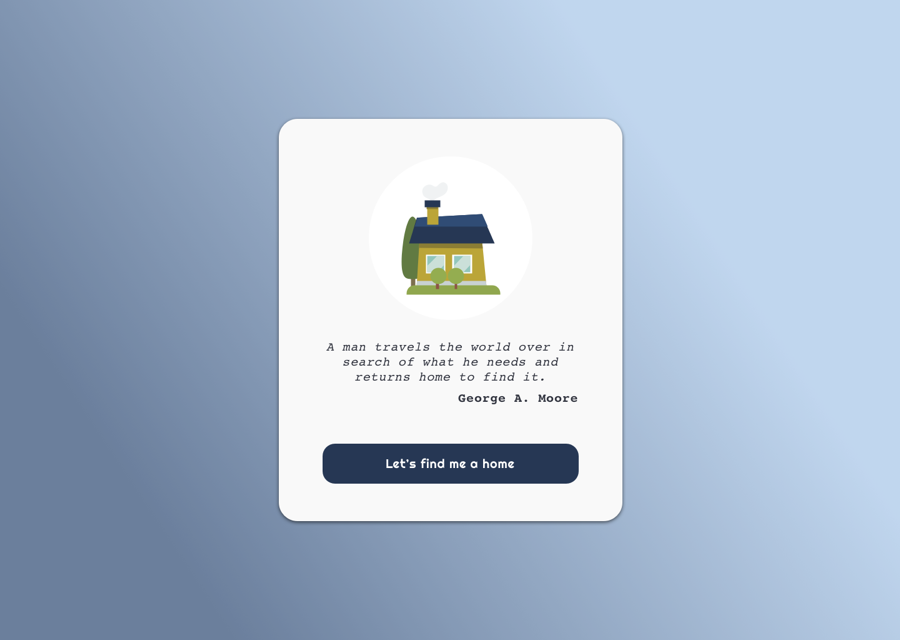 A man travels the world over in
search of what he needs and
returns home to find it.
George A. Moore
Let's find me a home